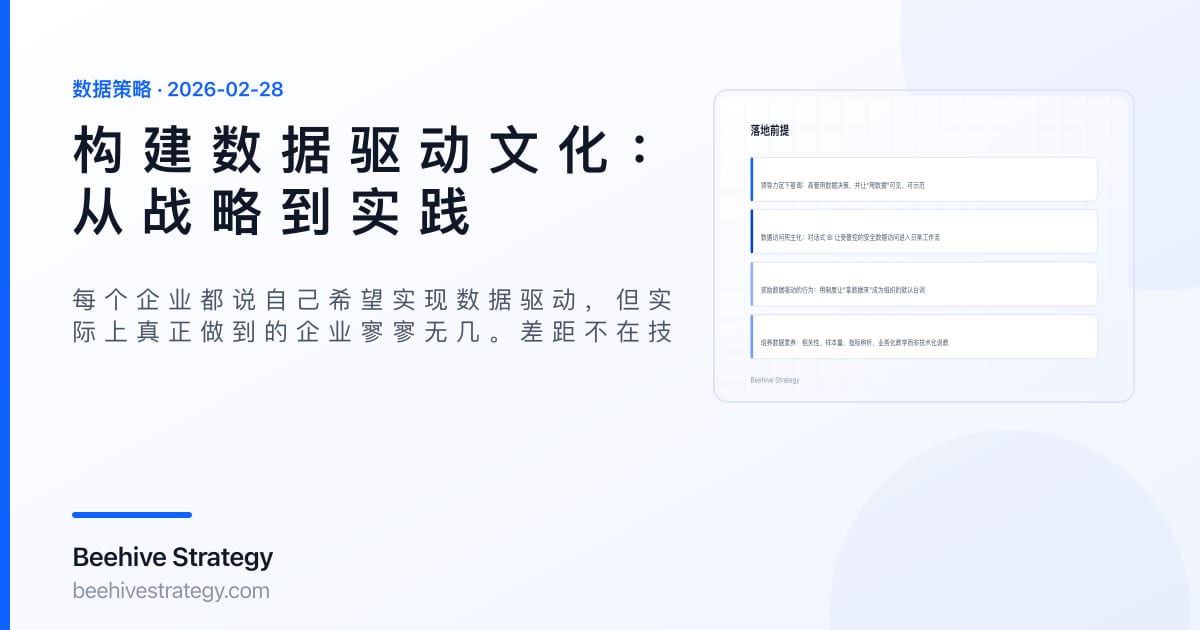 数据策略 · 2026-02-28
构建数据驱动文化：
从战略到实践
每个企业都说自己希望实现数据驱动，但实
际上真正做到的企业寥寥无几。差距不在技
落地前提
领导力定下基调：高管用数据决策，并让“用数据”可见、可示范
数据访问民主化：对话式 BI 让受管控的安全数据访问进入日常工作流
奖励数据驱动的行为：用制度让“拿数据来”成为组织的默认台词
培养数据素养：相关性、样本量、指标辨析，业务化教学而非技术化说教
Beehive Strategy
Beehive Strategy
beehivestrategy.com